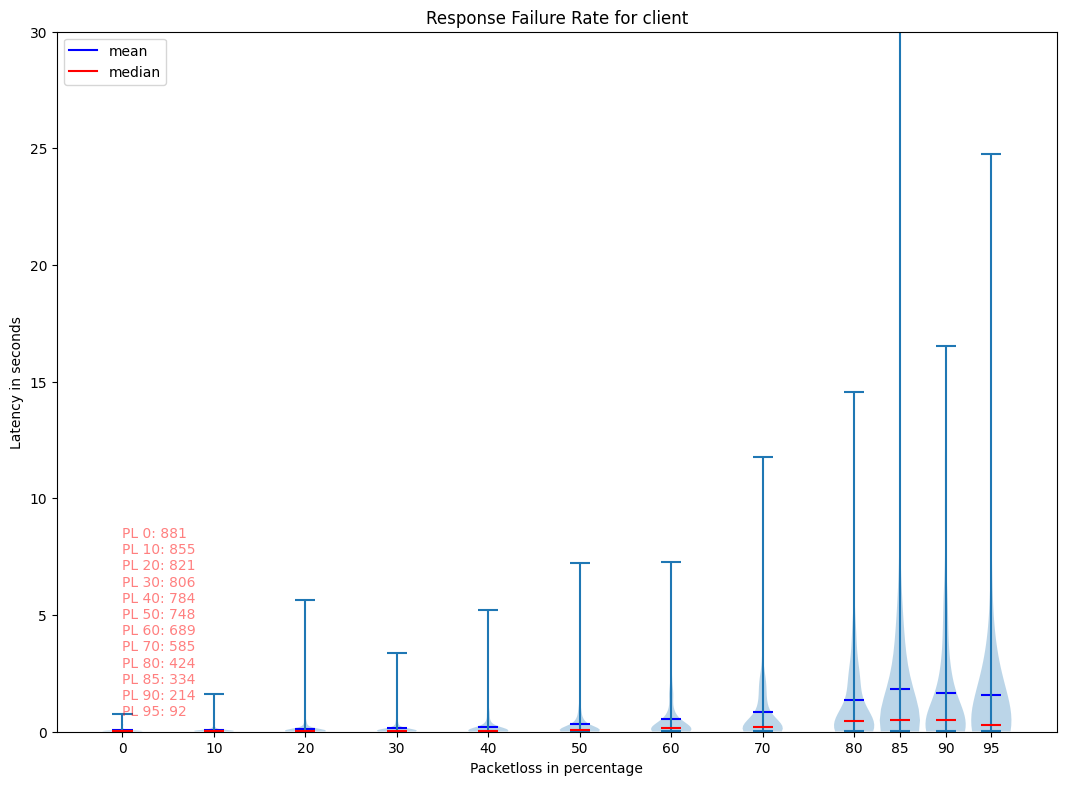 Response Failure Rate for client
mean
median
30
25
20
15
10
5
0
Latency in seconds
PL 0: 881
PL 10: 855
PL 20: 821
PL 30: 806
PL 40: 784
PL 50: 748
PL 60: 689
PL 70: 585
PL 80: 424
PL 85: 334
PL 90: 214
PL 95: 92
0 10 20 30 40 50 60 70 80 85 90 95
Packetloss in percentage